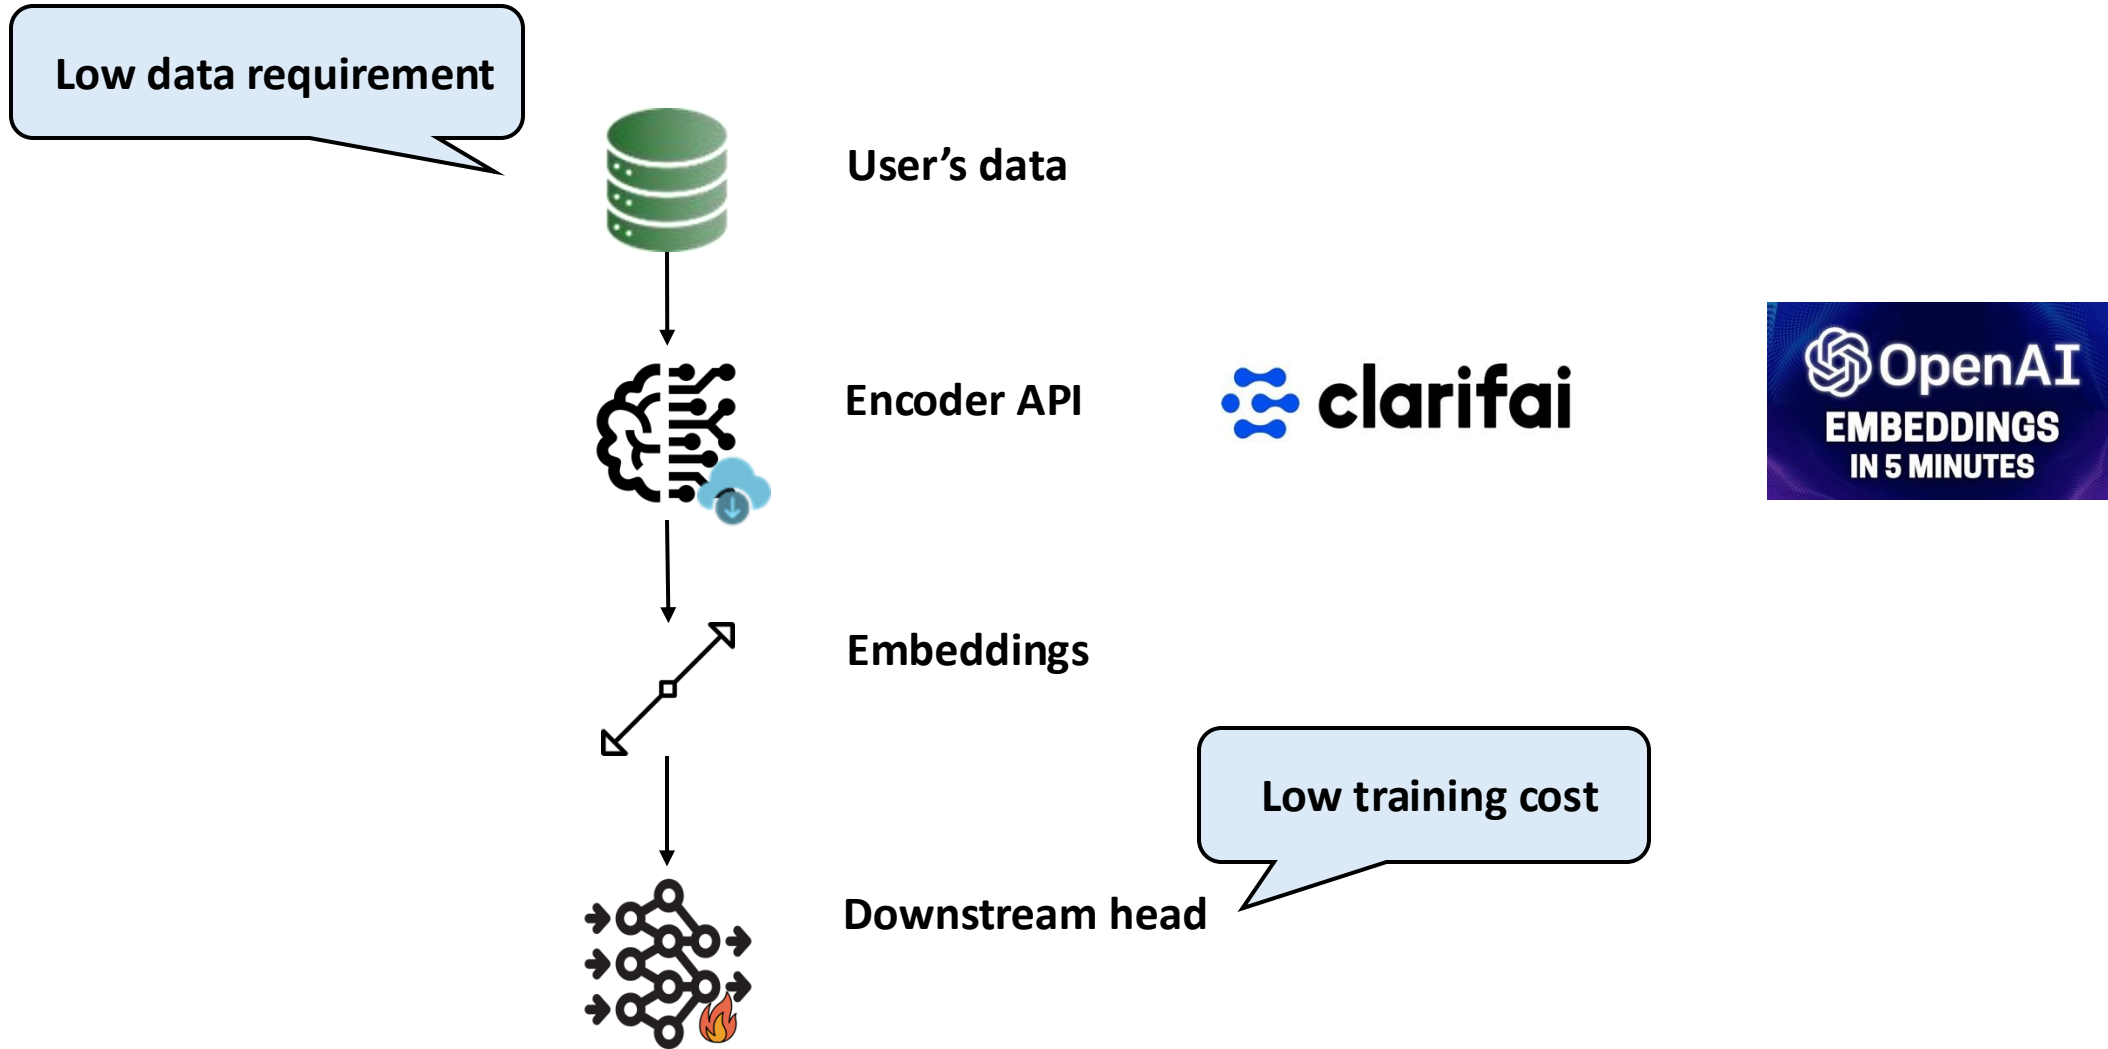 Low data requirement
User’s data
Encoder API
clarifai
OpenAI
EMBEDDINGS
IN 5 MINUTES
Embeddings
Low training cost
Downstream head